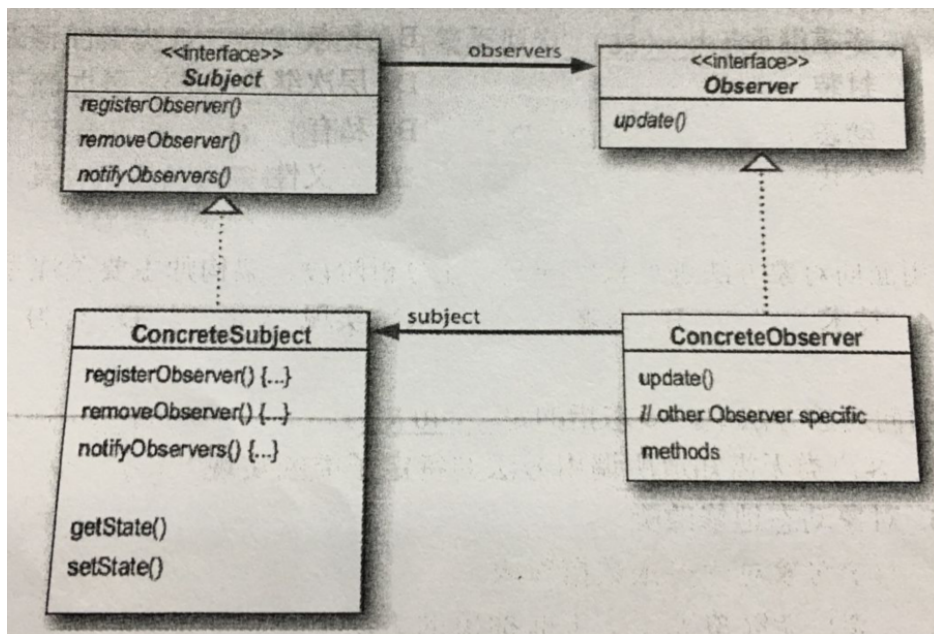 <<interface>>
Subject
registerObserver()
removeObserver()
notifyObservers()
observers
<<interface>>
Observer
update()
ConcreteSubject
registerObserver() {...}
removeObserver() {...}
notifyObservers() {...}
getState()
setState()
subject
ConcreteObserver
update()
// other Observer specific
methods